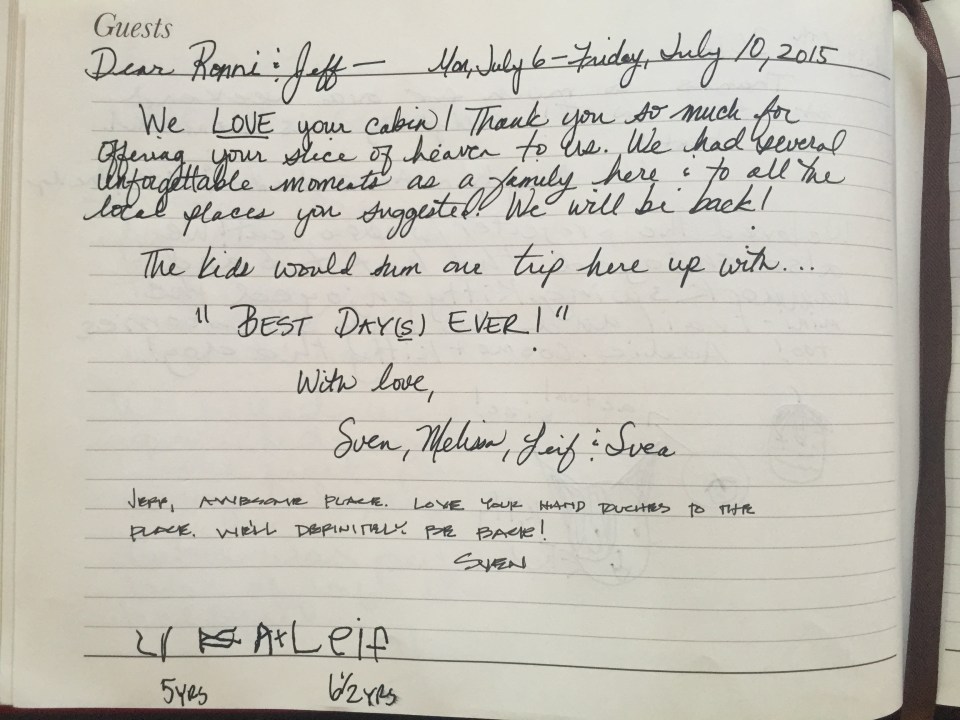 Guests
Dear Ronni & Jeff — Mon, July 6 – Friday, July 10, 2015
We LOVE your cabin! Thank you so much for
offering your slice of heaven to us. We had several
unforgettable moments as a family here & to all the
local places you suggested! We will be back!
The kids would sum our trip here up with...
"BEST DAY(S) EVER!"
With love,
Sven, Melissa, Leif & Svea
JEFF, AWESOME PLACE. LOVE YOUR HAND TOUCHES TO THE
PLACE. WE'LL DEFINITELY BE BACK!
SVEN
Leif
5YRS 6 1/2 YRS